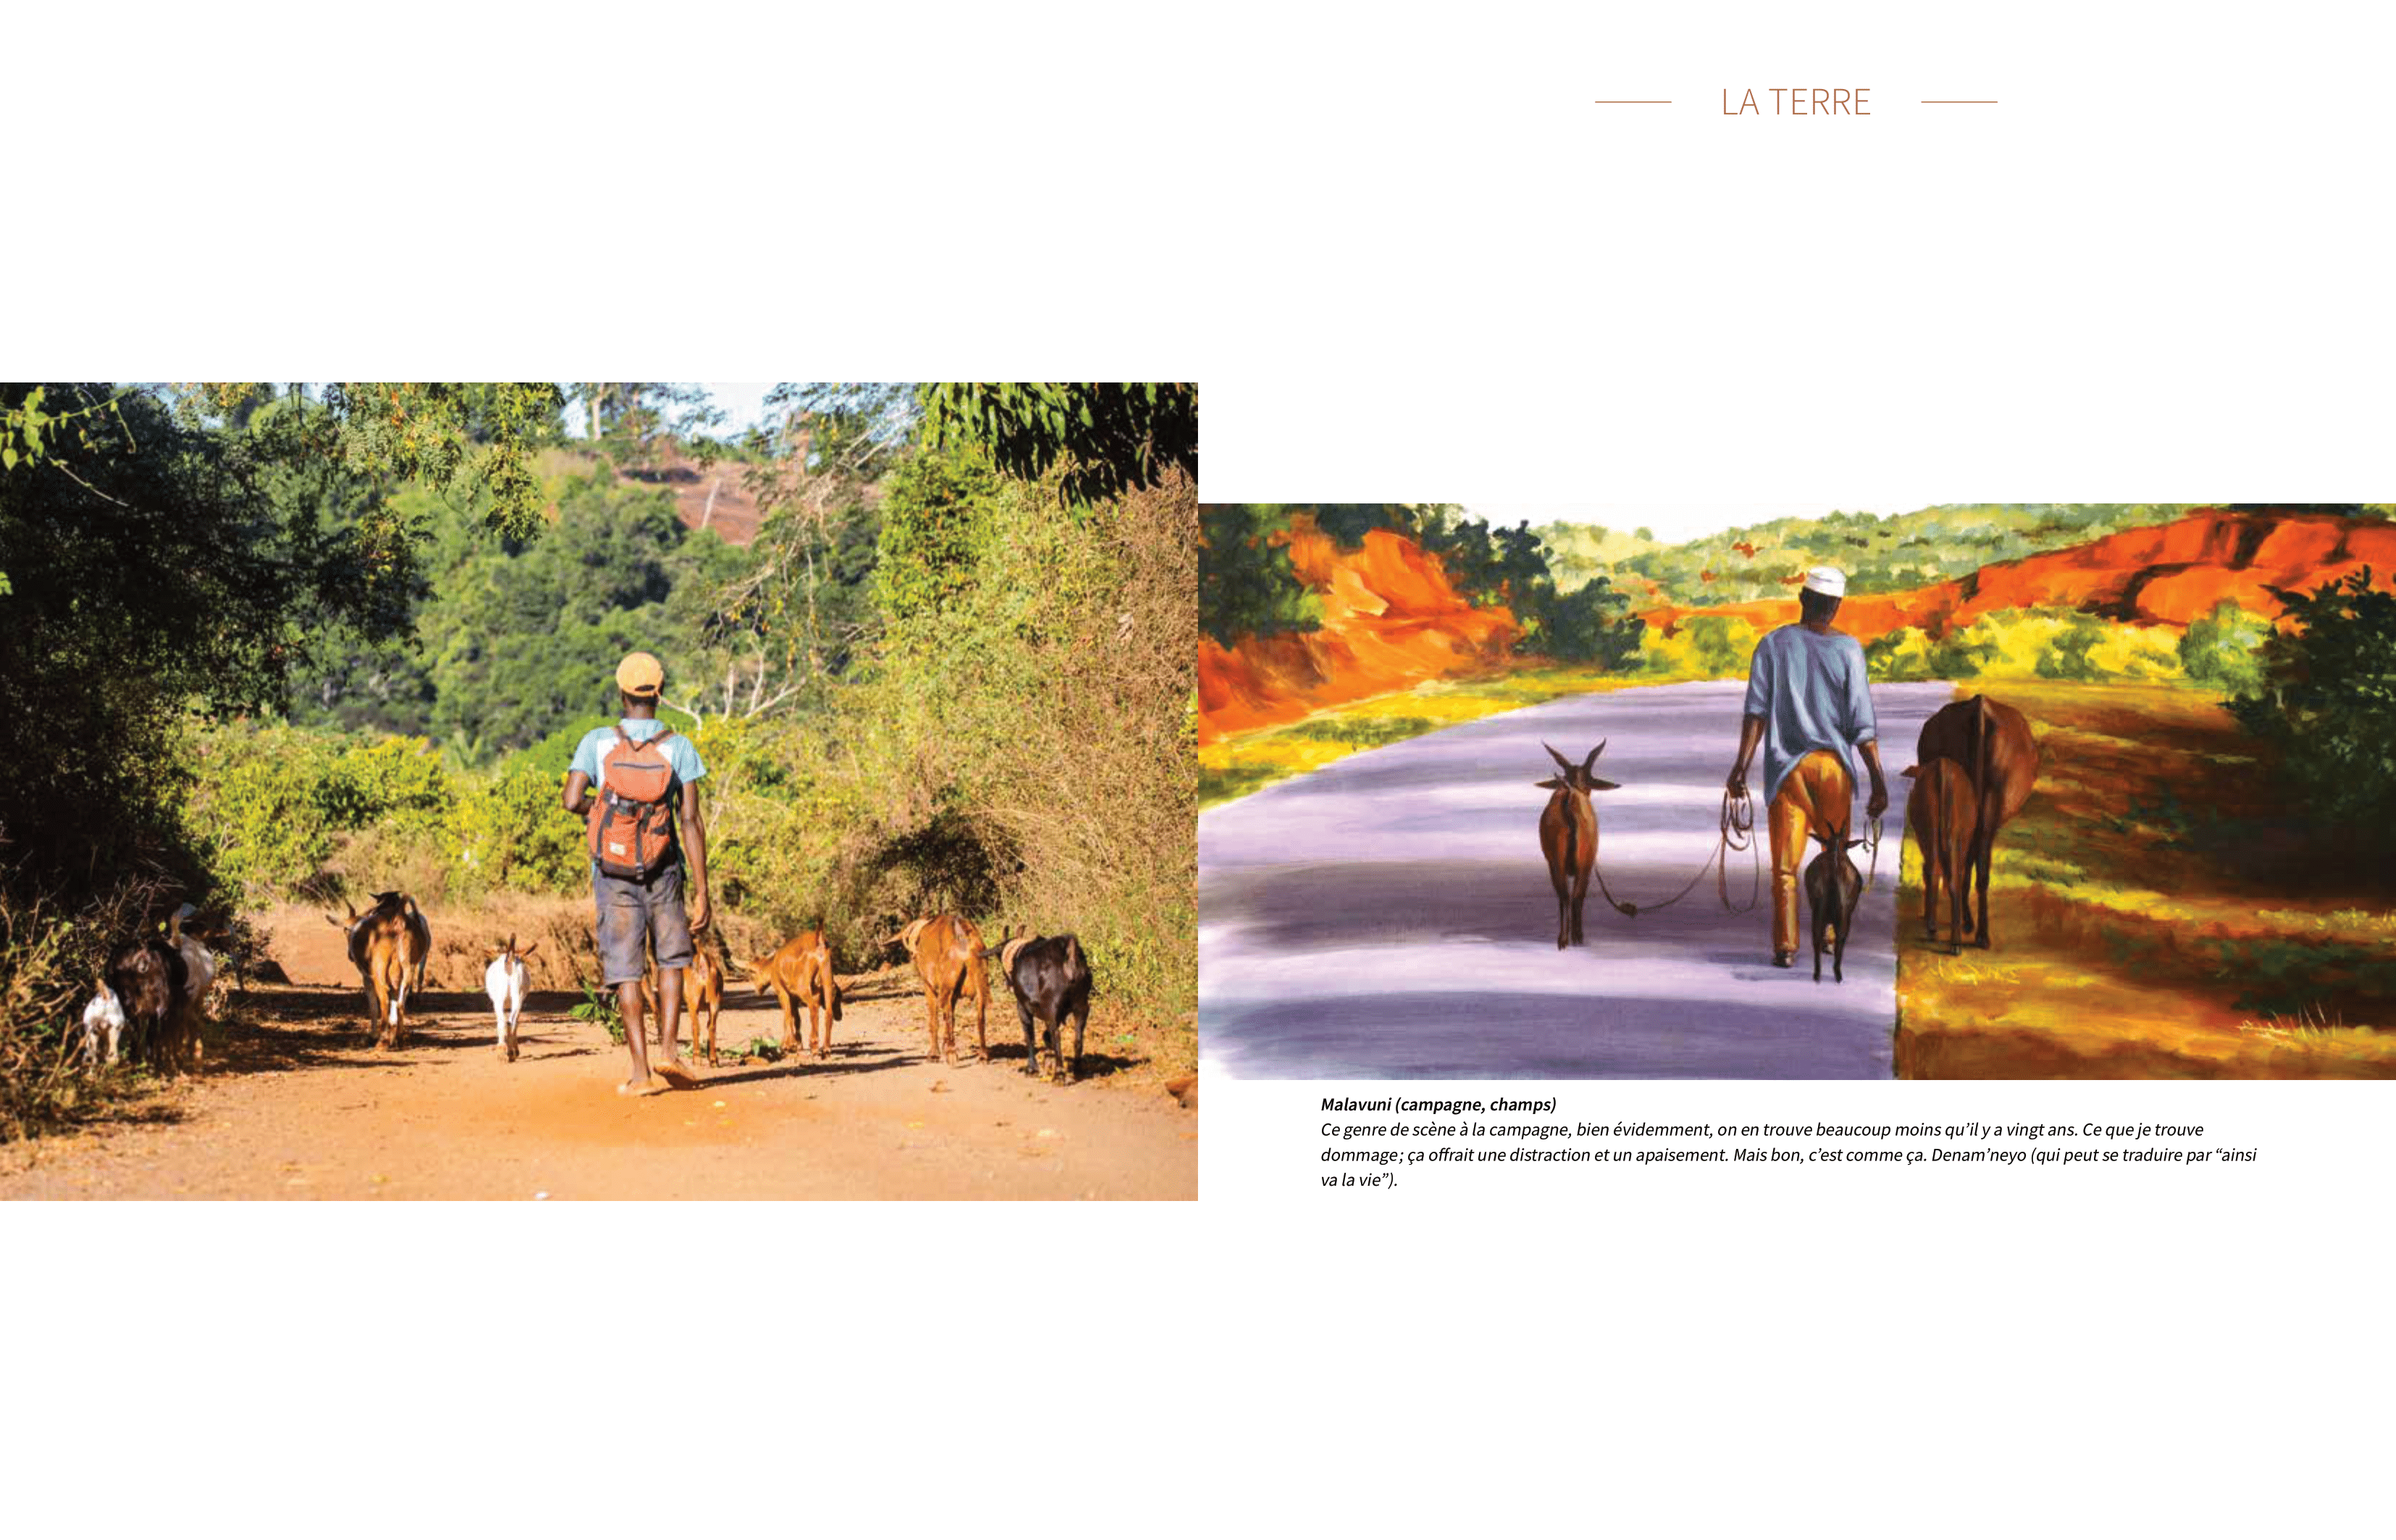 LA TERRE
Malavuni (campagne, champs)
Ce genre de scène à la campagne, bien évidemment, on en trouve beaucoup moins qu’il y a vingt ans. Ce que je trouve
dommage ; ça offrait une distraction et un apaisement. Mais bon, c’est comme ça. Denam’neyo (qui peut se traduire par “ainsi
va la vie”).